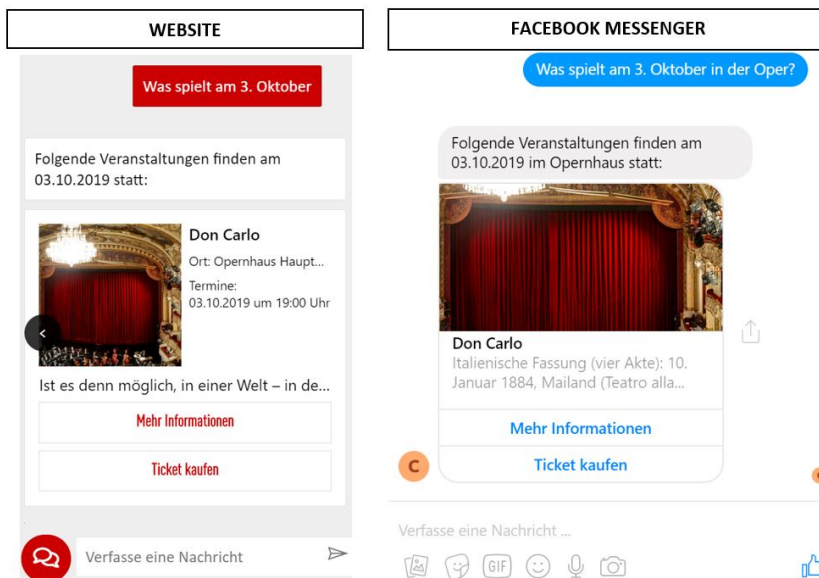 WEBSITE
Was spielt am 3. Oktober
Folgende Veranstaltungen finden am
03.10.2019 statt:
Don Carlo
Ort: Opernhaus Haupt...
Termine:
03.10.2019 um 19:00 Uhr
Ist es denn möglich, in einer Welt – in de...
Mehr Informationen
Ticket kaufen
Verfasse eine Nachricht
FACEBOOK MESSENGER
Was spielt am 3. Oktober in der Oper?
Folgende Veranstaltungen finden am
03.10.2019 im Opernhaus statt:
Don Carlo
Italienische Fassung (vier Akte): 10.
Januar 1884, Mailand (Teatro alla...
Mehr Informationen
C
Ticket kaufen
Verfasse eine Nachricht ...
GIF